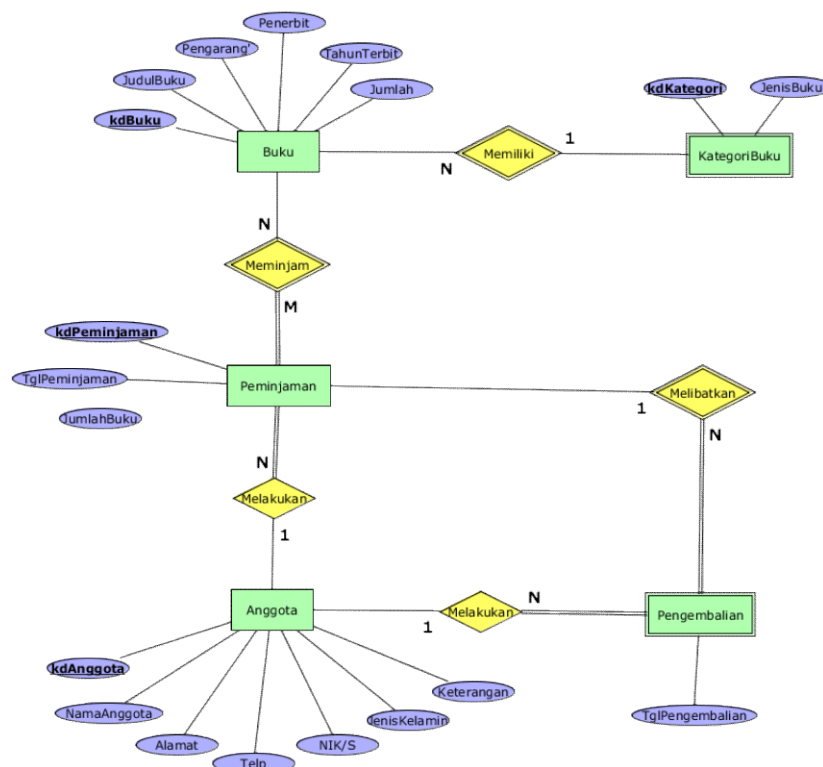 Penerbit
Pengarang'
TahunTerbit
JudulBuku
Jumlah
kdBuku
kdKategori
JenisBuku
Buku
N
Memiliki
1
KategoriBuku
N
Meminjam
M
kdPeminjaman
TglPeminjaman
JumlahBuku
Peminjaman
1
Melibatkan
N
N
Melakukan
1
Anggota
1
Melakukan
N
Pengembalian
kdAnggota
NamaAnggota
Alamat
Telp
NIK/S
JenisKelamin
Keterangan
TglPengembalian